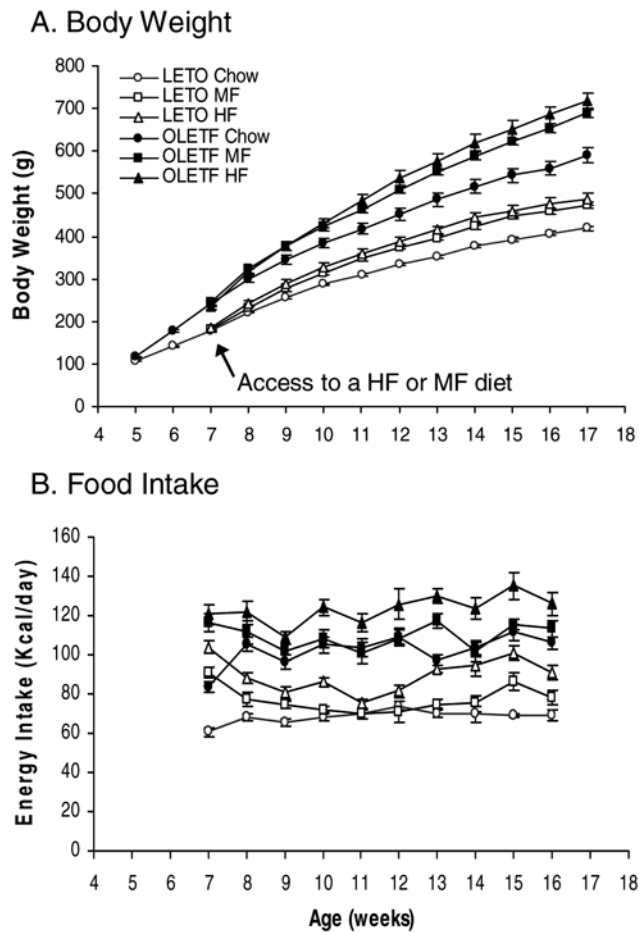 A. Body Weight
800
700
600
500
400
300
200
100
0
Body Weight (g)
LETO Chow
LETO MF
LETO HF
OLETF Chow
OLETF MF
OLETF HF
Access to a HF or MF diet
4 5 6 7 8 9 10 11 12 13 14 15 16 17 18
B. Food Intake
160
140
120
100
80
60
40
20
0
Energy Intake (Kcal/day)
4 5 6 7 8 9 10 11 12 13 14 15 16 17 18
Age (weeks)